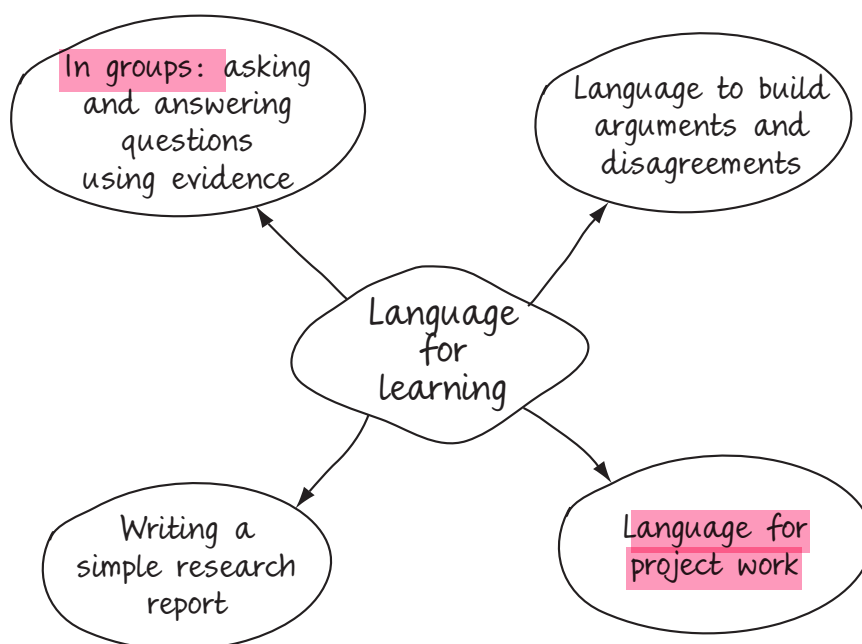 In groups: asking
and answering
questions
using evidence
Language to build
arguments and
disagreements
Language
for
learning
Writing a
simple research
report
Language for
project work